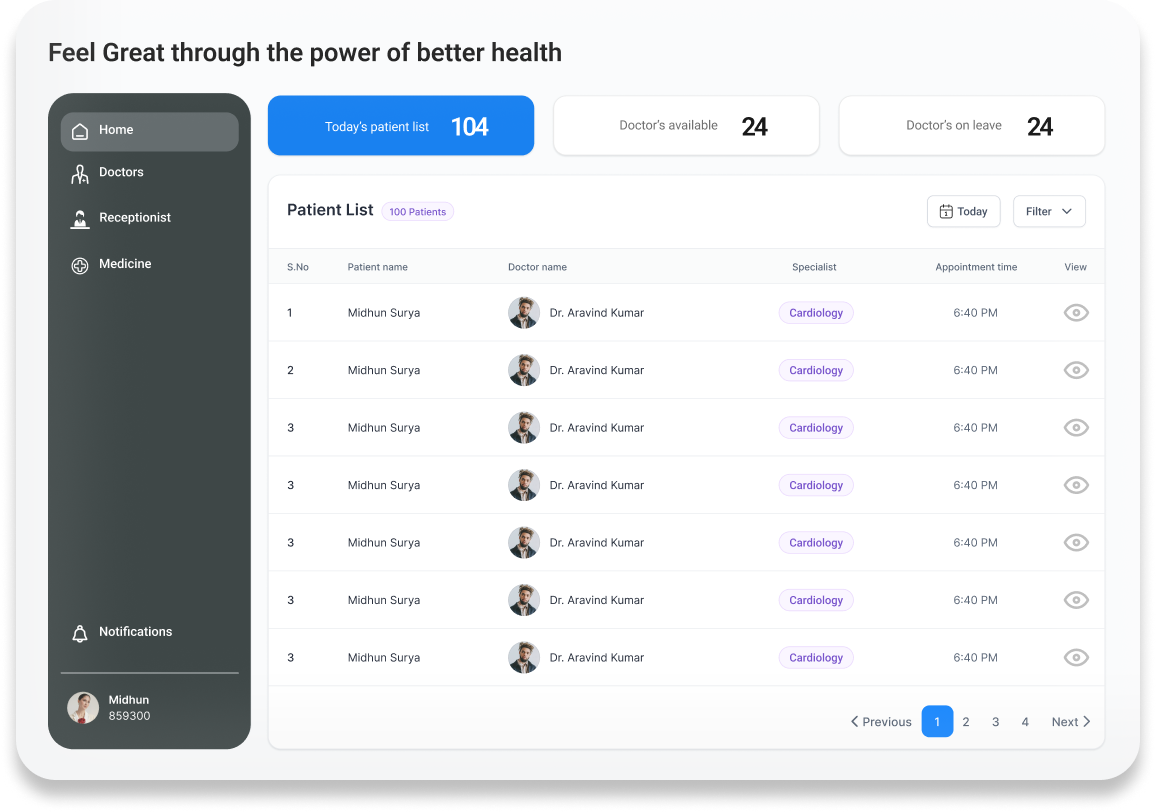 Feel Great through the power of better health
Home
Doctors
Receptionist
Medicine
Notifications
Midhun
859300
Today's patient list 104
Doctor's available 24
Doctor's on leave 24
Patient List 100 Patients
1 Today
Filter
S.No Patient name Doctor name Specialist Appointment time View
1 Midhun Surya Dr. Aravind Kumar Cardiology 6:40 PM
2 Midhun Surya Dr. Aravind Kumar Cardiology 6:40 PM
3 Midhun Surya Dr. Aravind Kumar Cardiology 6:40 PM
3 Midhun Surya Dr. Aravind Kumar Cardiology 6:40 PM
3 Midhun Surya Dr. Aravind Kumar Cardiology 6:40 PM
3 Midhun Surya Dr. Aravind Kumar Cardiology 6:40 PM
3 Midhun Surya Dr. Aravind Kumar Cardiology 6:40 PM
Previous 1 2 3 4 Next